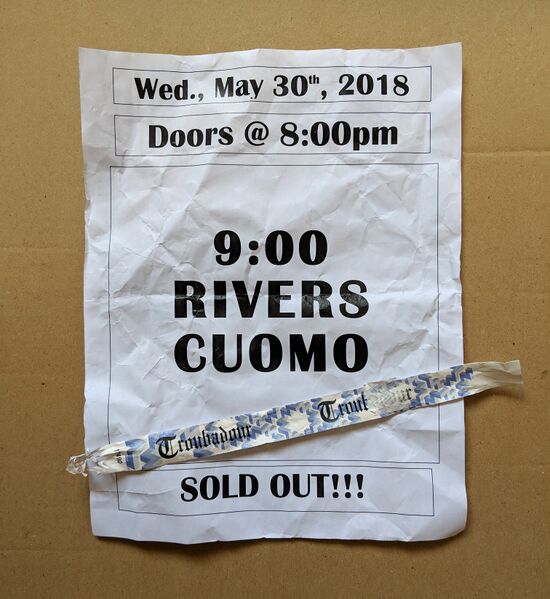 Wed., May 30th, 2018
Doors @ 8:00pm
9:00
RIVERS
CUOMO
Troubadour
SOLD OUT!!!